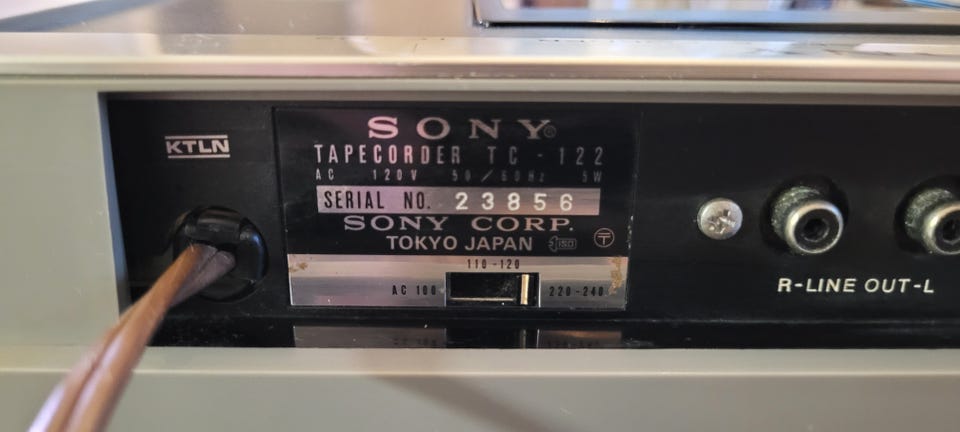 KTLN
SONY®
TAPECORDER TC-122
AC 120V 50/60Hz 5W
SERIAL NO. 23856
SONY CORP.
TOKYO JAPAN
110-120
AC 100 220-240
R-LINE OUT-L